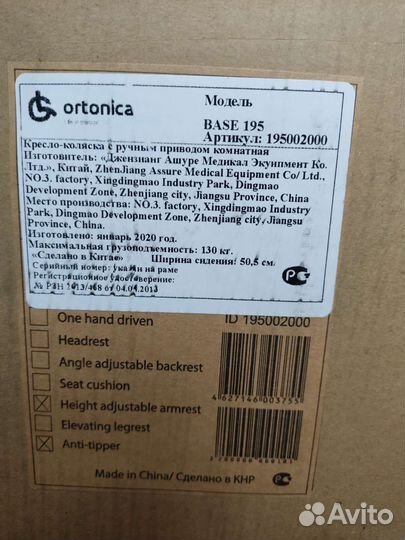 ortonica
Модель
BASE 195
Артикул: 195002000
Кресло-коляска с ручным приводом комнатная
Изготовитель: «Джензианг Ашуре Медикал Экуипмент Ко.
Лтд.», Китай, ZhenJiang Assure Medical Equipment Co/ Ltd.,
NO.3. factory, Xingdingmao Industry Park, Dingmao
Development Zone, Zhenjiang city, Jiangsu Province, China
Место производства: NO.3. factory, Xingdingmao Industry
Park, Dingmao Development Zone, Zhenjiang city, Jiangsu
Province, China.
Изготовлено: январь 2020 год.
Максимальная грузоподъемность: 130 кг.
«Сделано в Китае» Ширина сидения: 50,5 см.
Серийный номер: указан на раме
Регистрационное удостоверение:
№ РЗН 2013/468 от 04.04.2013
One hand driven
ID 195002000
Headrest
Angle adjustable backrest
Seat cushion
4627146003755
Height adjustable armrest
Elevating legrest
Anti-tipper
Made in China/ Сделано в КНР
Avito